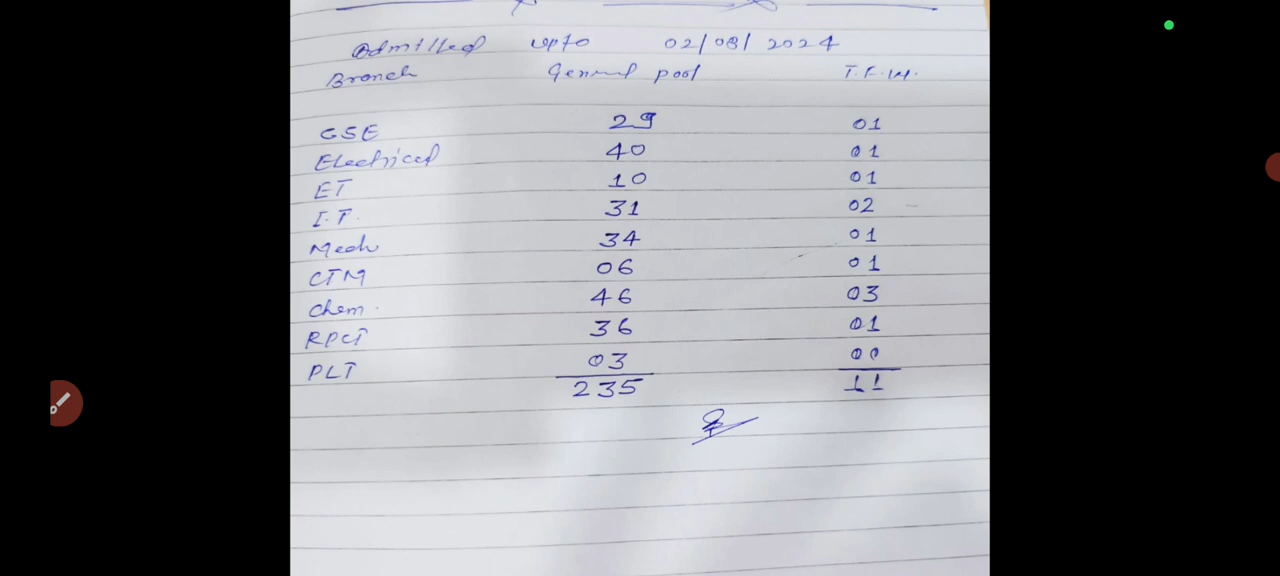 Admitted upto 02/08/2024
Branch General pool T.F.W.
CSE 29 01
Electrical 40 01
ET 10 01
I.T. 31 02
Mech 34 01
CTM 06 01
Chem. 46 03
RPCT 36 01
PLT 03 00
235 11